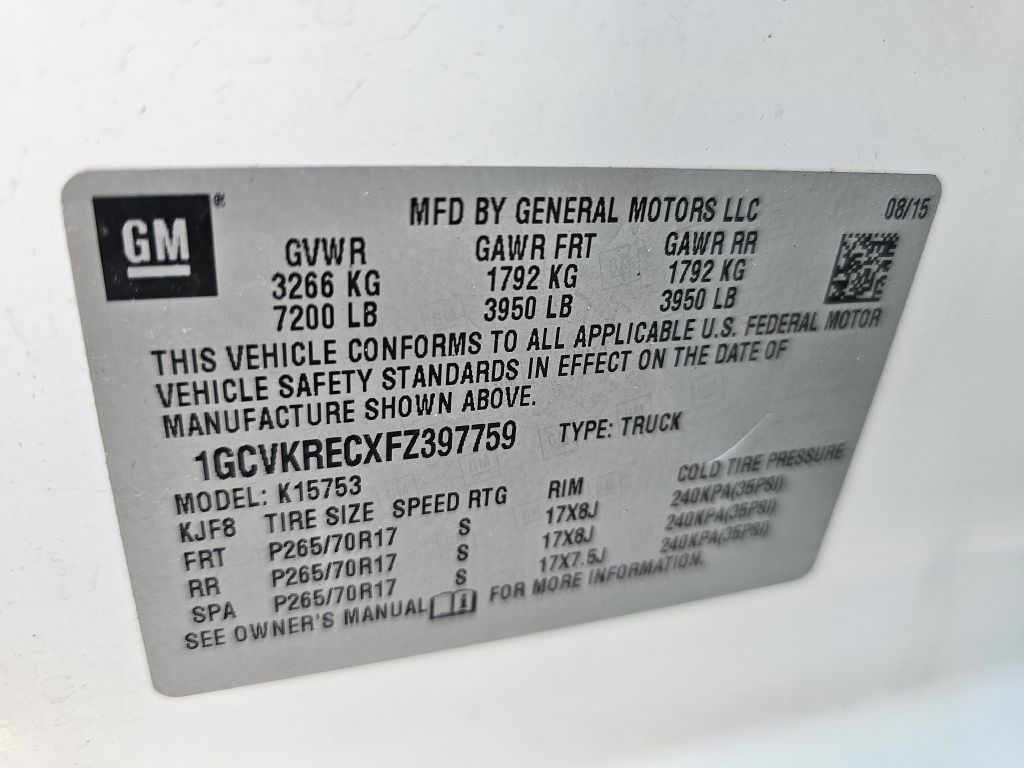 GM ®
MFD BY GENERAL MOTORS LLC 08/15
GVWR GAWR FRT GAWR RR
3266 KG 1792 KG 1792 KG
7200 LB 3950 LB 3950 LB
THIS VEHICLE CONFORMS TO ALL APPLICABLE U.S. FEDERAL MOTOR
VEHICLE SAFETY STANDARDS IN EFFECT ON THE DATE OF
MANUFACTURE SHOWN ABOVE.
1GCVKRECXFZ397759 TYPE: TRUCK
MODEL: K15753
KJF8 TIRE SIZE SPEED RTG RIM COLD TIRE PRESSURE
FRT P265/70R17 S 17X8J 240KPA(35PSI)
RR P265/70R17 S 17X8J 240KPA(35PSI)
SPA P265/70R17 S 17X7.5J 240KPA(35PSI)
SEE OWNER'S MANUAL FOR MORE INFORMATION.